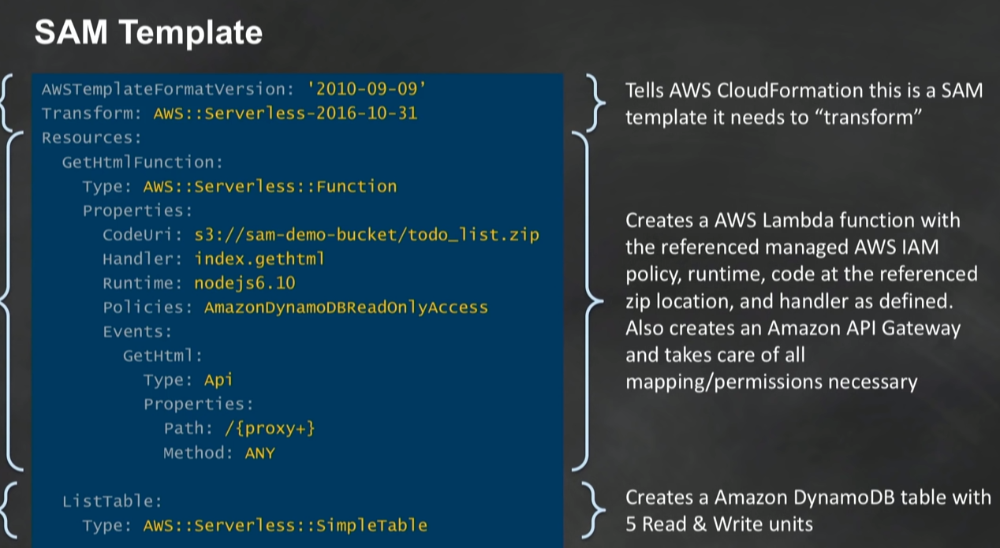 SAM Template
AWSTemplateFormatVersion: '2010-09-09’
Transform: AWS::Serverless-2016-10-31
Resources:
GetHtmlFunction:
Type: AWS::Serverless::Function
Properties:
CodeUri: s3://sam-demo-bucket/todo_list.zip
Handler: index.gethtml
Runtime: nodejs6.10
Policies: AmazonDynamoDBReadOnlyAccess
Events:
GetHtml:
Type: Api
Properties:
Path: /{proxy+}
Method: ANY
ListTable:
Type: AWS::Serverless::SimpleTable
Tells AWS CloudFormation this is a SAM
template it needs to “transform”
Creates a AWS Lambda function with
the referenced managed AWS IAM
policy, runtime, code at the referenced
zip location, and handler as defined.
Also creates an Amazon API Gateway
and takes care of all
mapping/permissions necessary
Creates a Amazon DynamoDB table with
5 Read & Write units